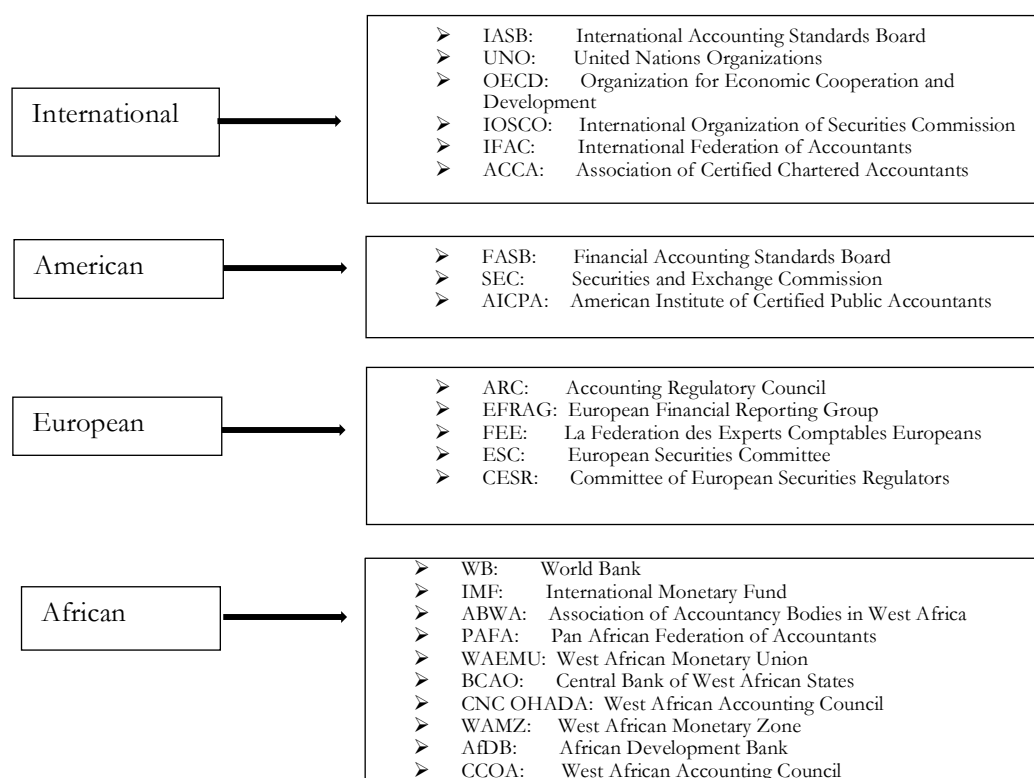 International
➤ IASB: International Accounting Standards Board
➤ UNO: United Nations Organizations
➤ OECD: Organization for Economic Cooperation and
Development
➤ IOSCO: International Organization of Securities Commission
➤ IFAC: International Federation of Accountants
➤ ACCA: Association of Certified Chartered Accountants
American
➤ FASB: Financial Accounting Standards Board
➤ SEC: Securities and Exchange Commission
➤ AICPA: American Institute of Certified Public Accountants
European
➤ ARC: Accounting Regulatory Council
➤ EFRAG: European Financial Reporting Group
➤ FEE: La Federation des Experts Comptables Europeans
➤ ESC: European Securities Committee
➤ CESR: Committee of European Securities Regulators
African
➤ WB: World Bank
➤ IMF: International Monetary Fund
➤ ABWA: Association of Accountancy Bodies in West Africa
➤ PAFA: Pan African Federation of Accountants
➤ WAEMU: West African Monetary Union
➤ BCAO: Central Bank of West African States
➤ CNC OHADA: West African Accounting Council
➤ WAMZ: West African Monetary Zone
➤ AfDB: African Development Bank
➤ CCOA: West African Accounting Council